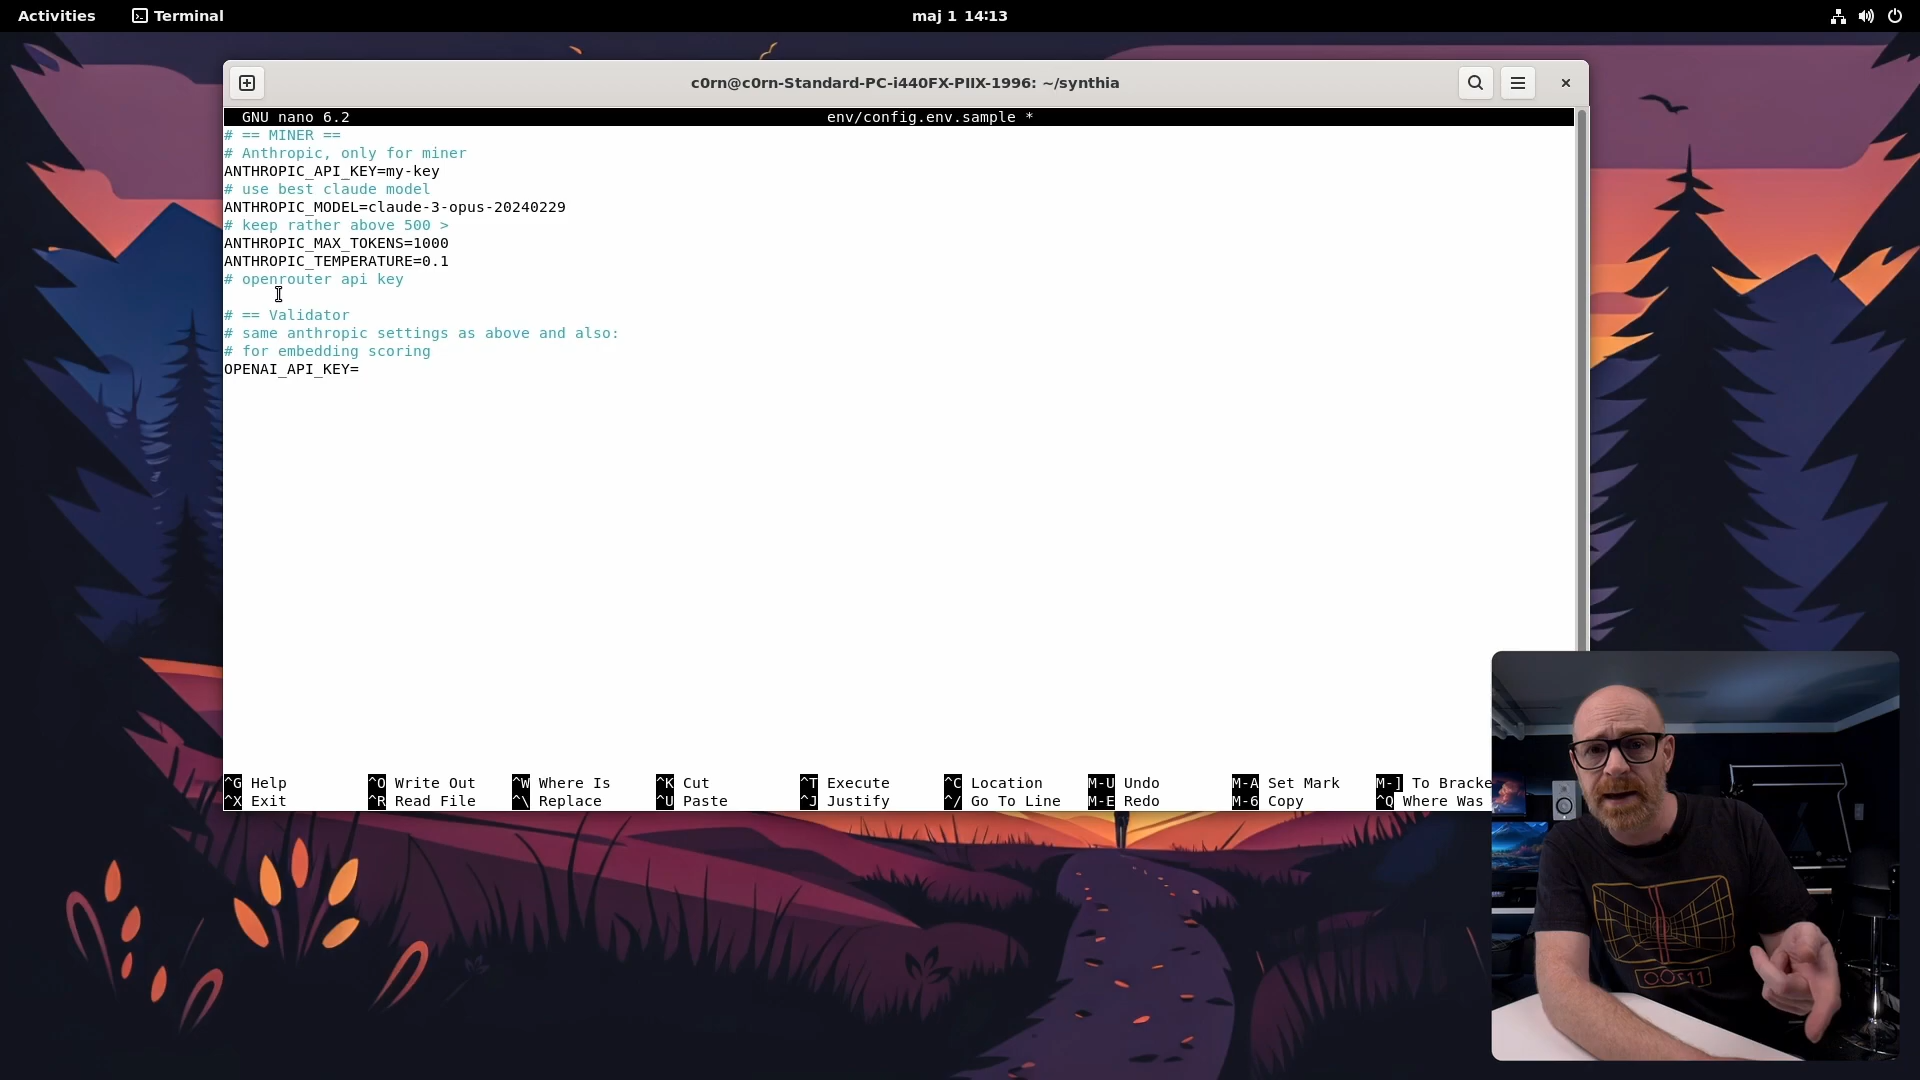 Activities
Terminal
maj 1 14:13
c0rn@c0rn-Standard-PC-i440FX-PIIX-1996: ~/synthia
GNU nano 6.2 env/config.env.sample *
# == MINER ==
# Anthropic, only for miner
ANTHROPIC_API_KEY=my-key
# use best claude model
ANTHROPIC_MODEL=claude-3-opus-20240229
# keep rather above 500 >
ANTHROPIC_MAX_TOKENS=1000
ANTHROPIC_TEMPERATURE=0.1
# openrouter api key
# == Validator
# same anthropic settings as above and also:
# for embedding scoring
OPENAI_API_KEY=
^G Help ^O Write Out ^W Where Is ^K Cut ^T Execute ^C Location M-U Undo M-A Set Mark M-] To Bracke
^X Exit ^R Read File ^\ Replace ^U Paste ^J Justify ^/ Go To Line M-E Redo M-6 Copy ^Q Where Was